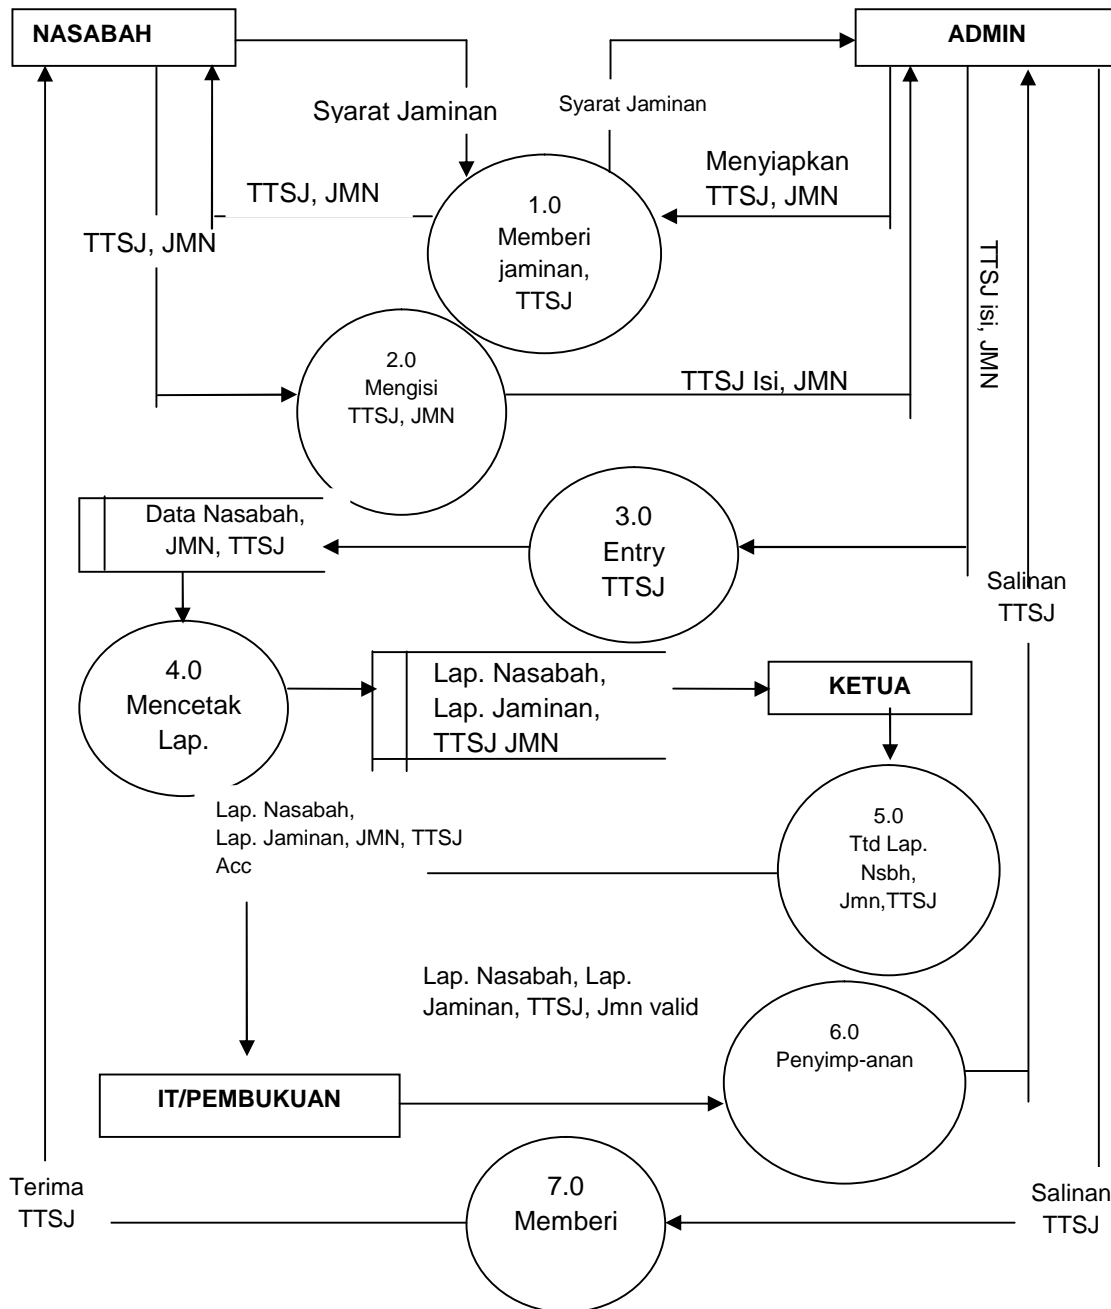 NASABAH
ADMIN
Syarat Jaminan
Syarat Jaminan
Menyiapkan
TTSJ, JMN
TTSJ, JMN
TTSJ, JMN
1.0
Memberi
jaminan,
TTSJ
TTSJ isi, JMN
2.0
Mengisi
TTSJ, JMN
TTSJ Isi, JMN
Data Nasabah,
JMN, TTSJ
3.0
Entry
TTSJ
Salinan
TTSJ
4.0
Mencetak
Lap.
Lap. Nasabah,
Lap. Jaminan,
TTSJ JMN
KETUA
Lap. Nasabah,
Lap. Jaminan, JMN, TTSJ
Acc
5.0
Ttd Lap.
Nsbh,
Jmn,TTSJ
Lap. Nasabah, Lap.
Jaminan, TTSJ, Jmn valid
6.0
Penyimp-anan
IT/PEMBUKUAN
Terima
TTSJ
7.0
Memberi
Salinan
TTSJ